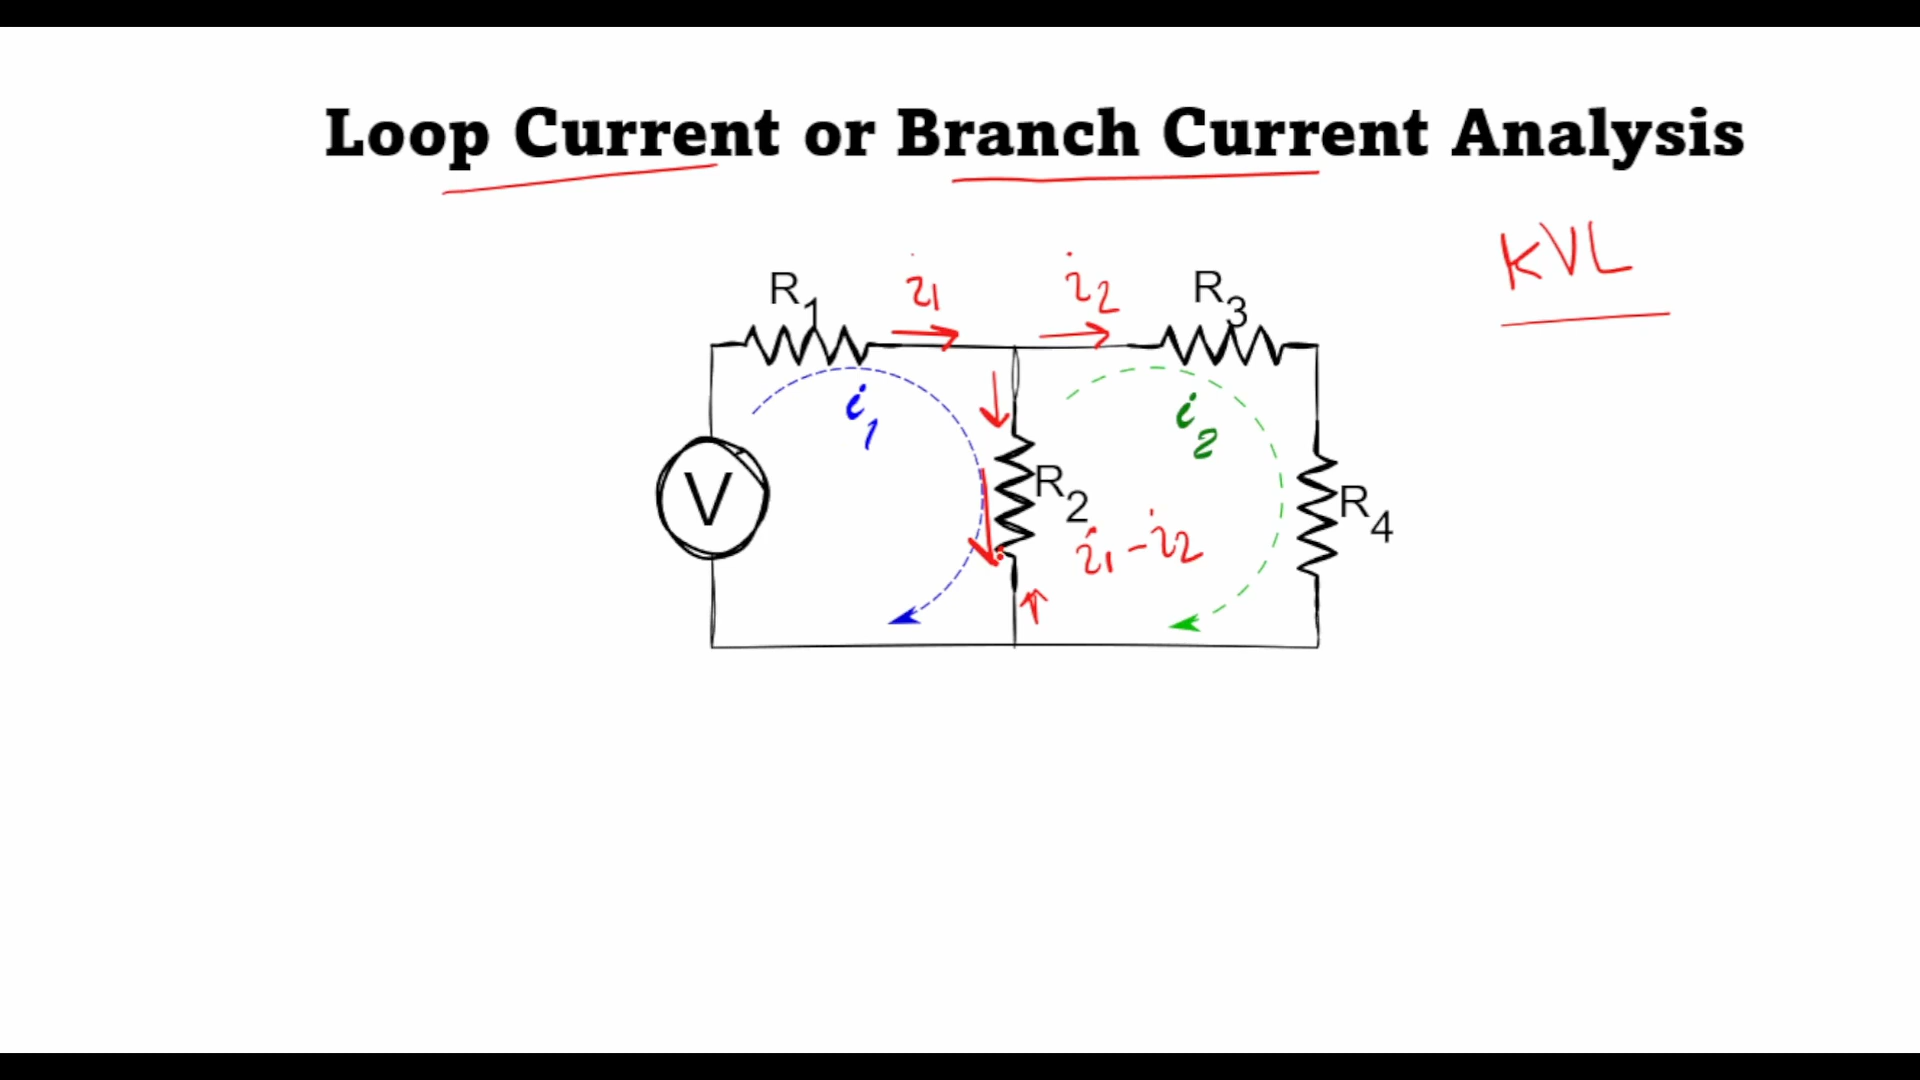 Loop Current or Branch Current Analysis
KVL
R1
i1
i2
R3
i1
i2
V
R2
R4
i1 - i2